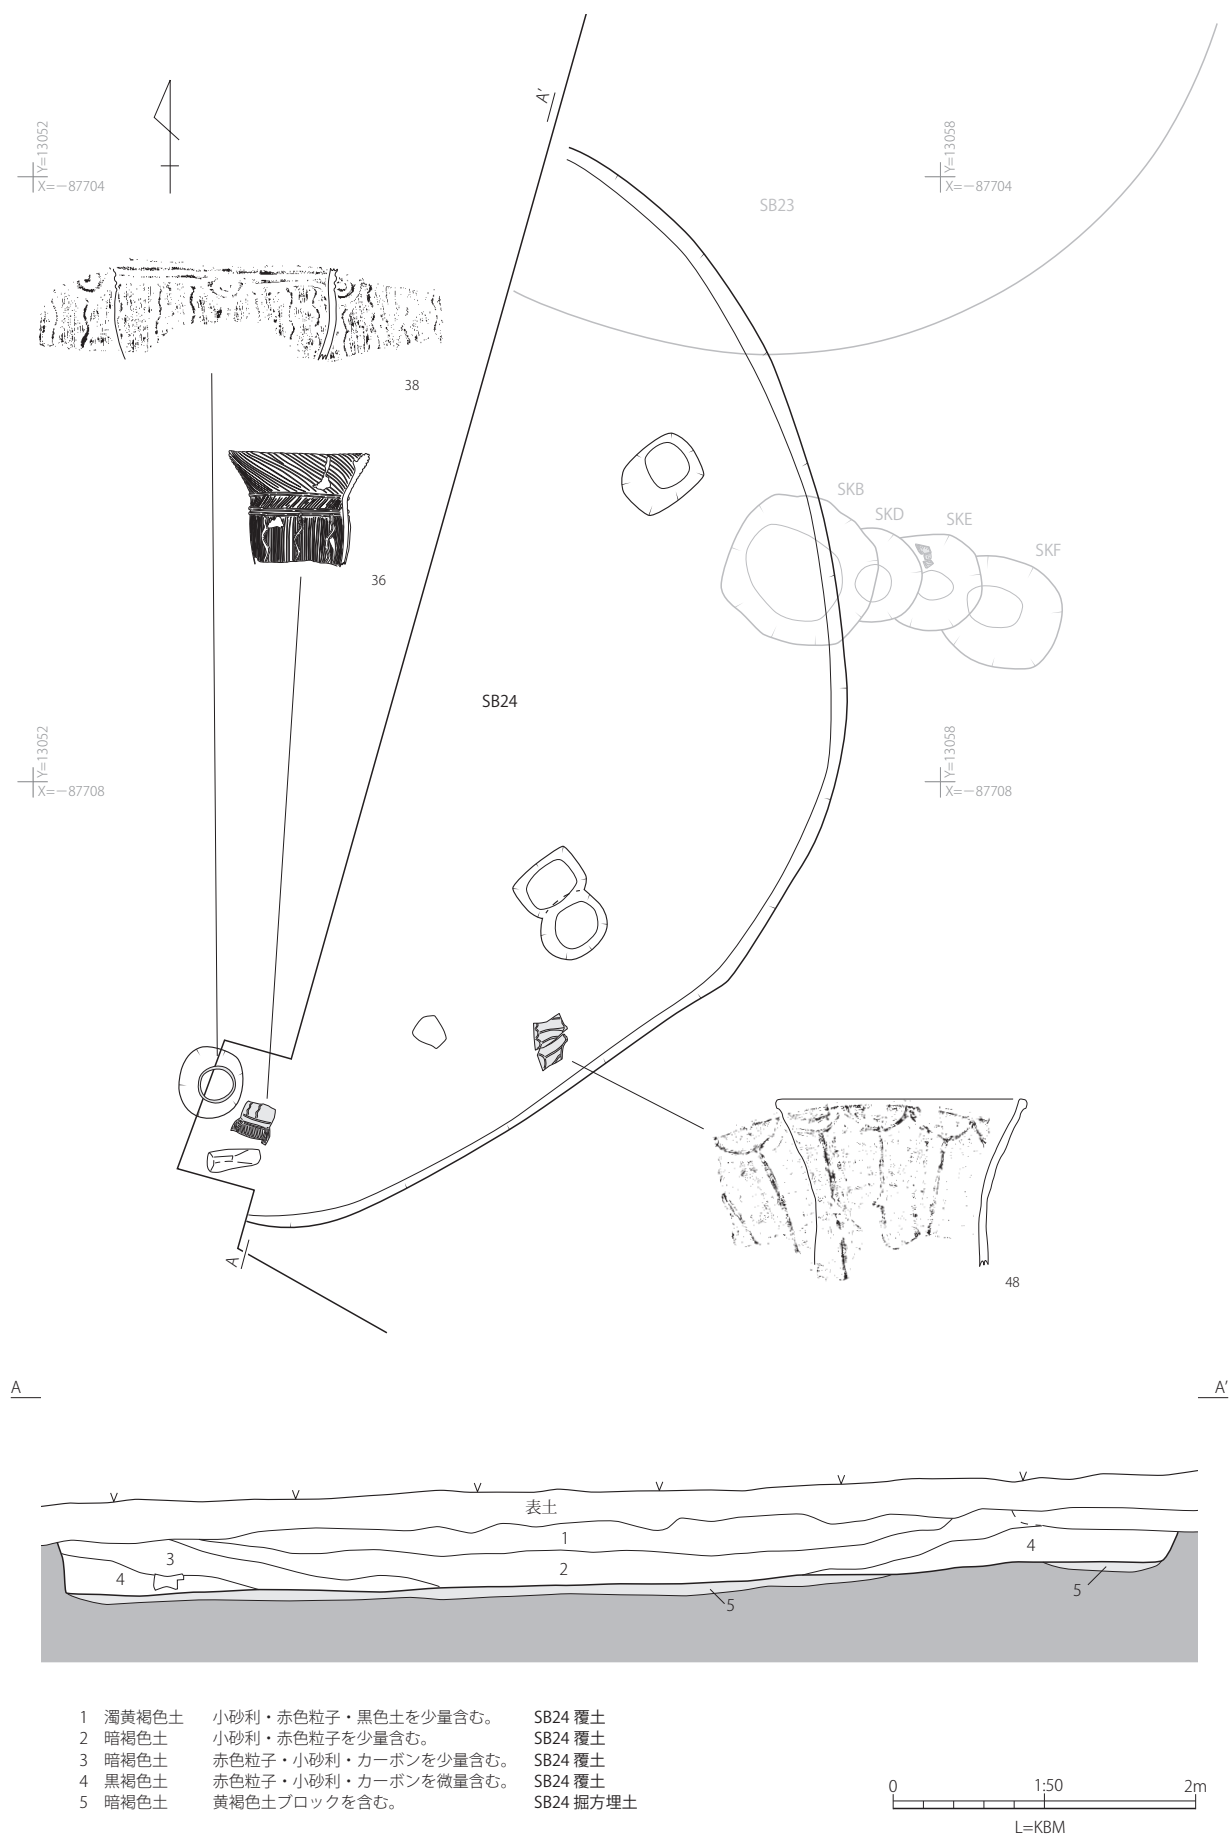 A’
Y=13052
X=−87704
Y=13058
X=−87704
SB23
38
36
SKB
SKD
SKE
SKF
SB24
Y=13052
X=−87708
Y=13058
X=−87708
A
48
A
A’
表土
1
3
2
4
4
5
5
1 濁黄褐色土 小砂利・赤色粒子・黒色土を少量含む。 SB24 覆土
2 暗褐色土 小砂利・赤色粒子を少量含む。 SB24 覆土
3 暗褐色土 赤色粒子・小砂利・カーボンを少量含む。 SB24 覆土
4 黒褐色土 赤色粒子・小砂利・カーボンを微量含む。 SB24 覆土
5 暗褐色土 黄褐色土ブロックを含む。 SB24 掘方埋土
0 1:50 2m
L=KBM